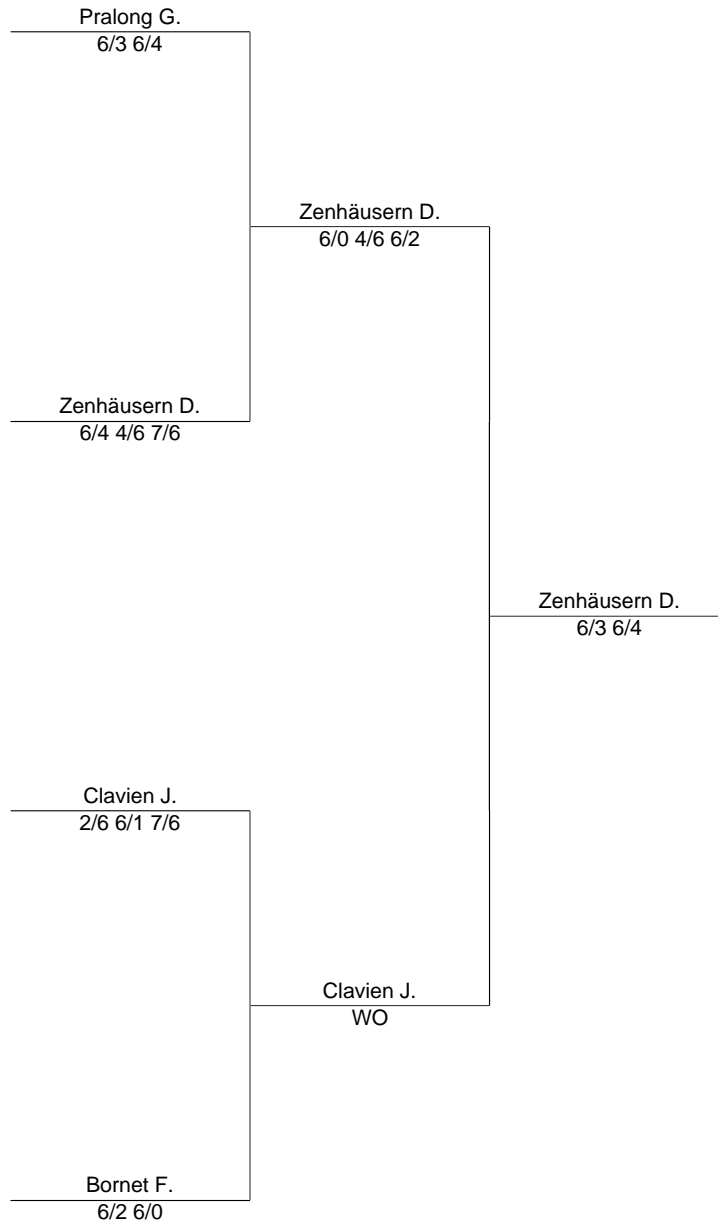 Pralong G.
6/3 6/4
Zenhäusern D.
6/0 4/6 6/2
Zenhäusern D.
6/4 4/6 7/6
Zenhäusern D.
6/3 6/4
Clavien J.
2/6 6/1 7/6
Clavien J.
WO
Bornet F.
6/2 6/0